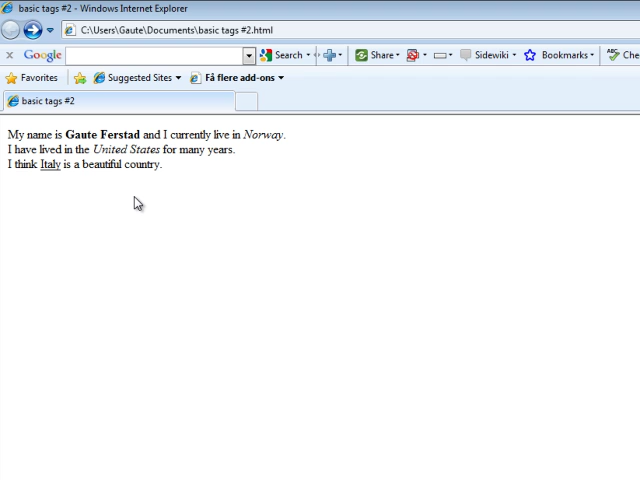 basic tags #2 - Windows Internet Explorer
C:\Users\Gaute\Documents\basic tags #2.html
x Google Search Share Sidewiki Bookmarks ABC Che
Favorites Suggested Sites Få flere add-ons
basic tags #2
My name is Gaute Ferstad and I currently live in Norway.
I have lived in the United States for many years.
I think Italy is a beautiful country.